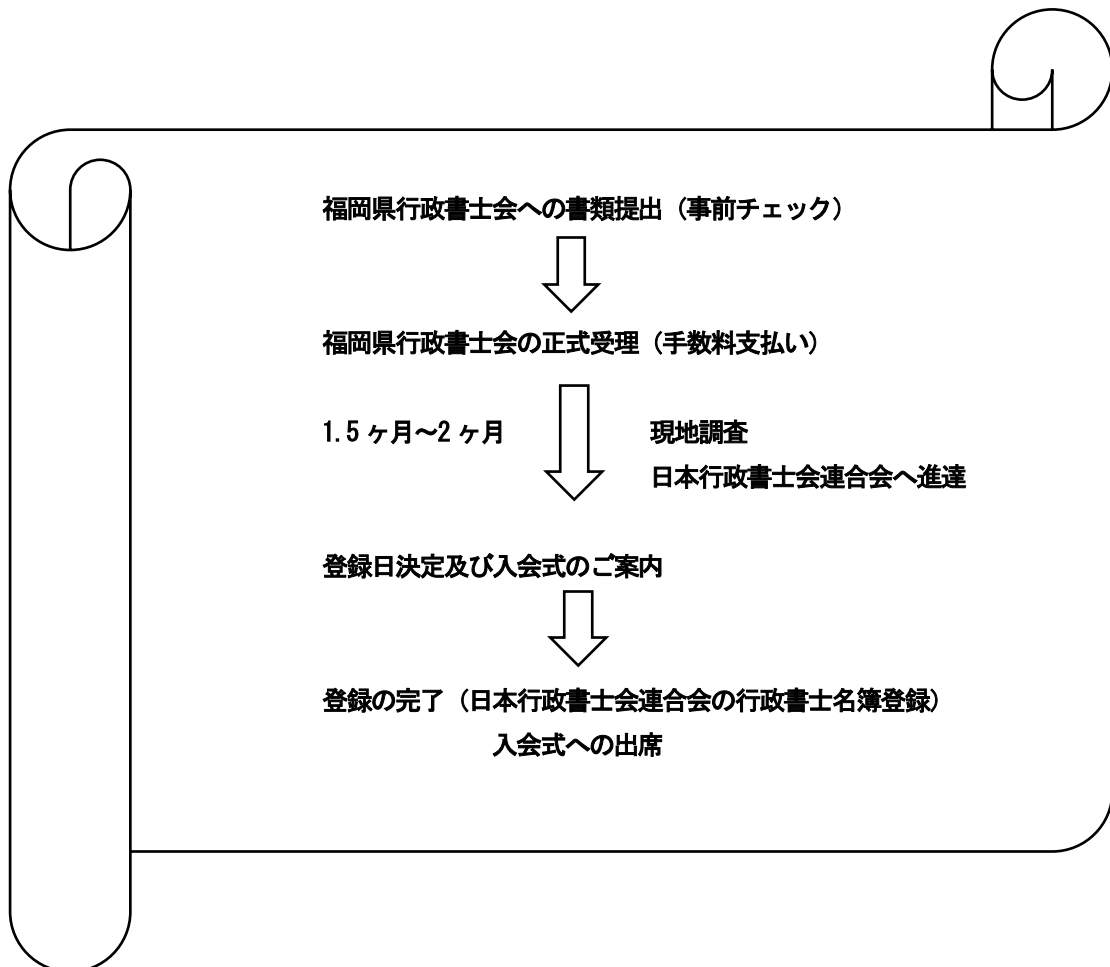 福岡県行政書士会への書類提出（事前チェック）
福岡県行政書士会の正式受理（手数料支払い）
1.5ヶ月～2ヶ月　現地調査
日本行政書士会連合会へ進達
登録日決定及び入会式のご案内
登録の完了（日本行政書士会連合会の行政書士名簿登録）
入会式への出席